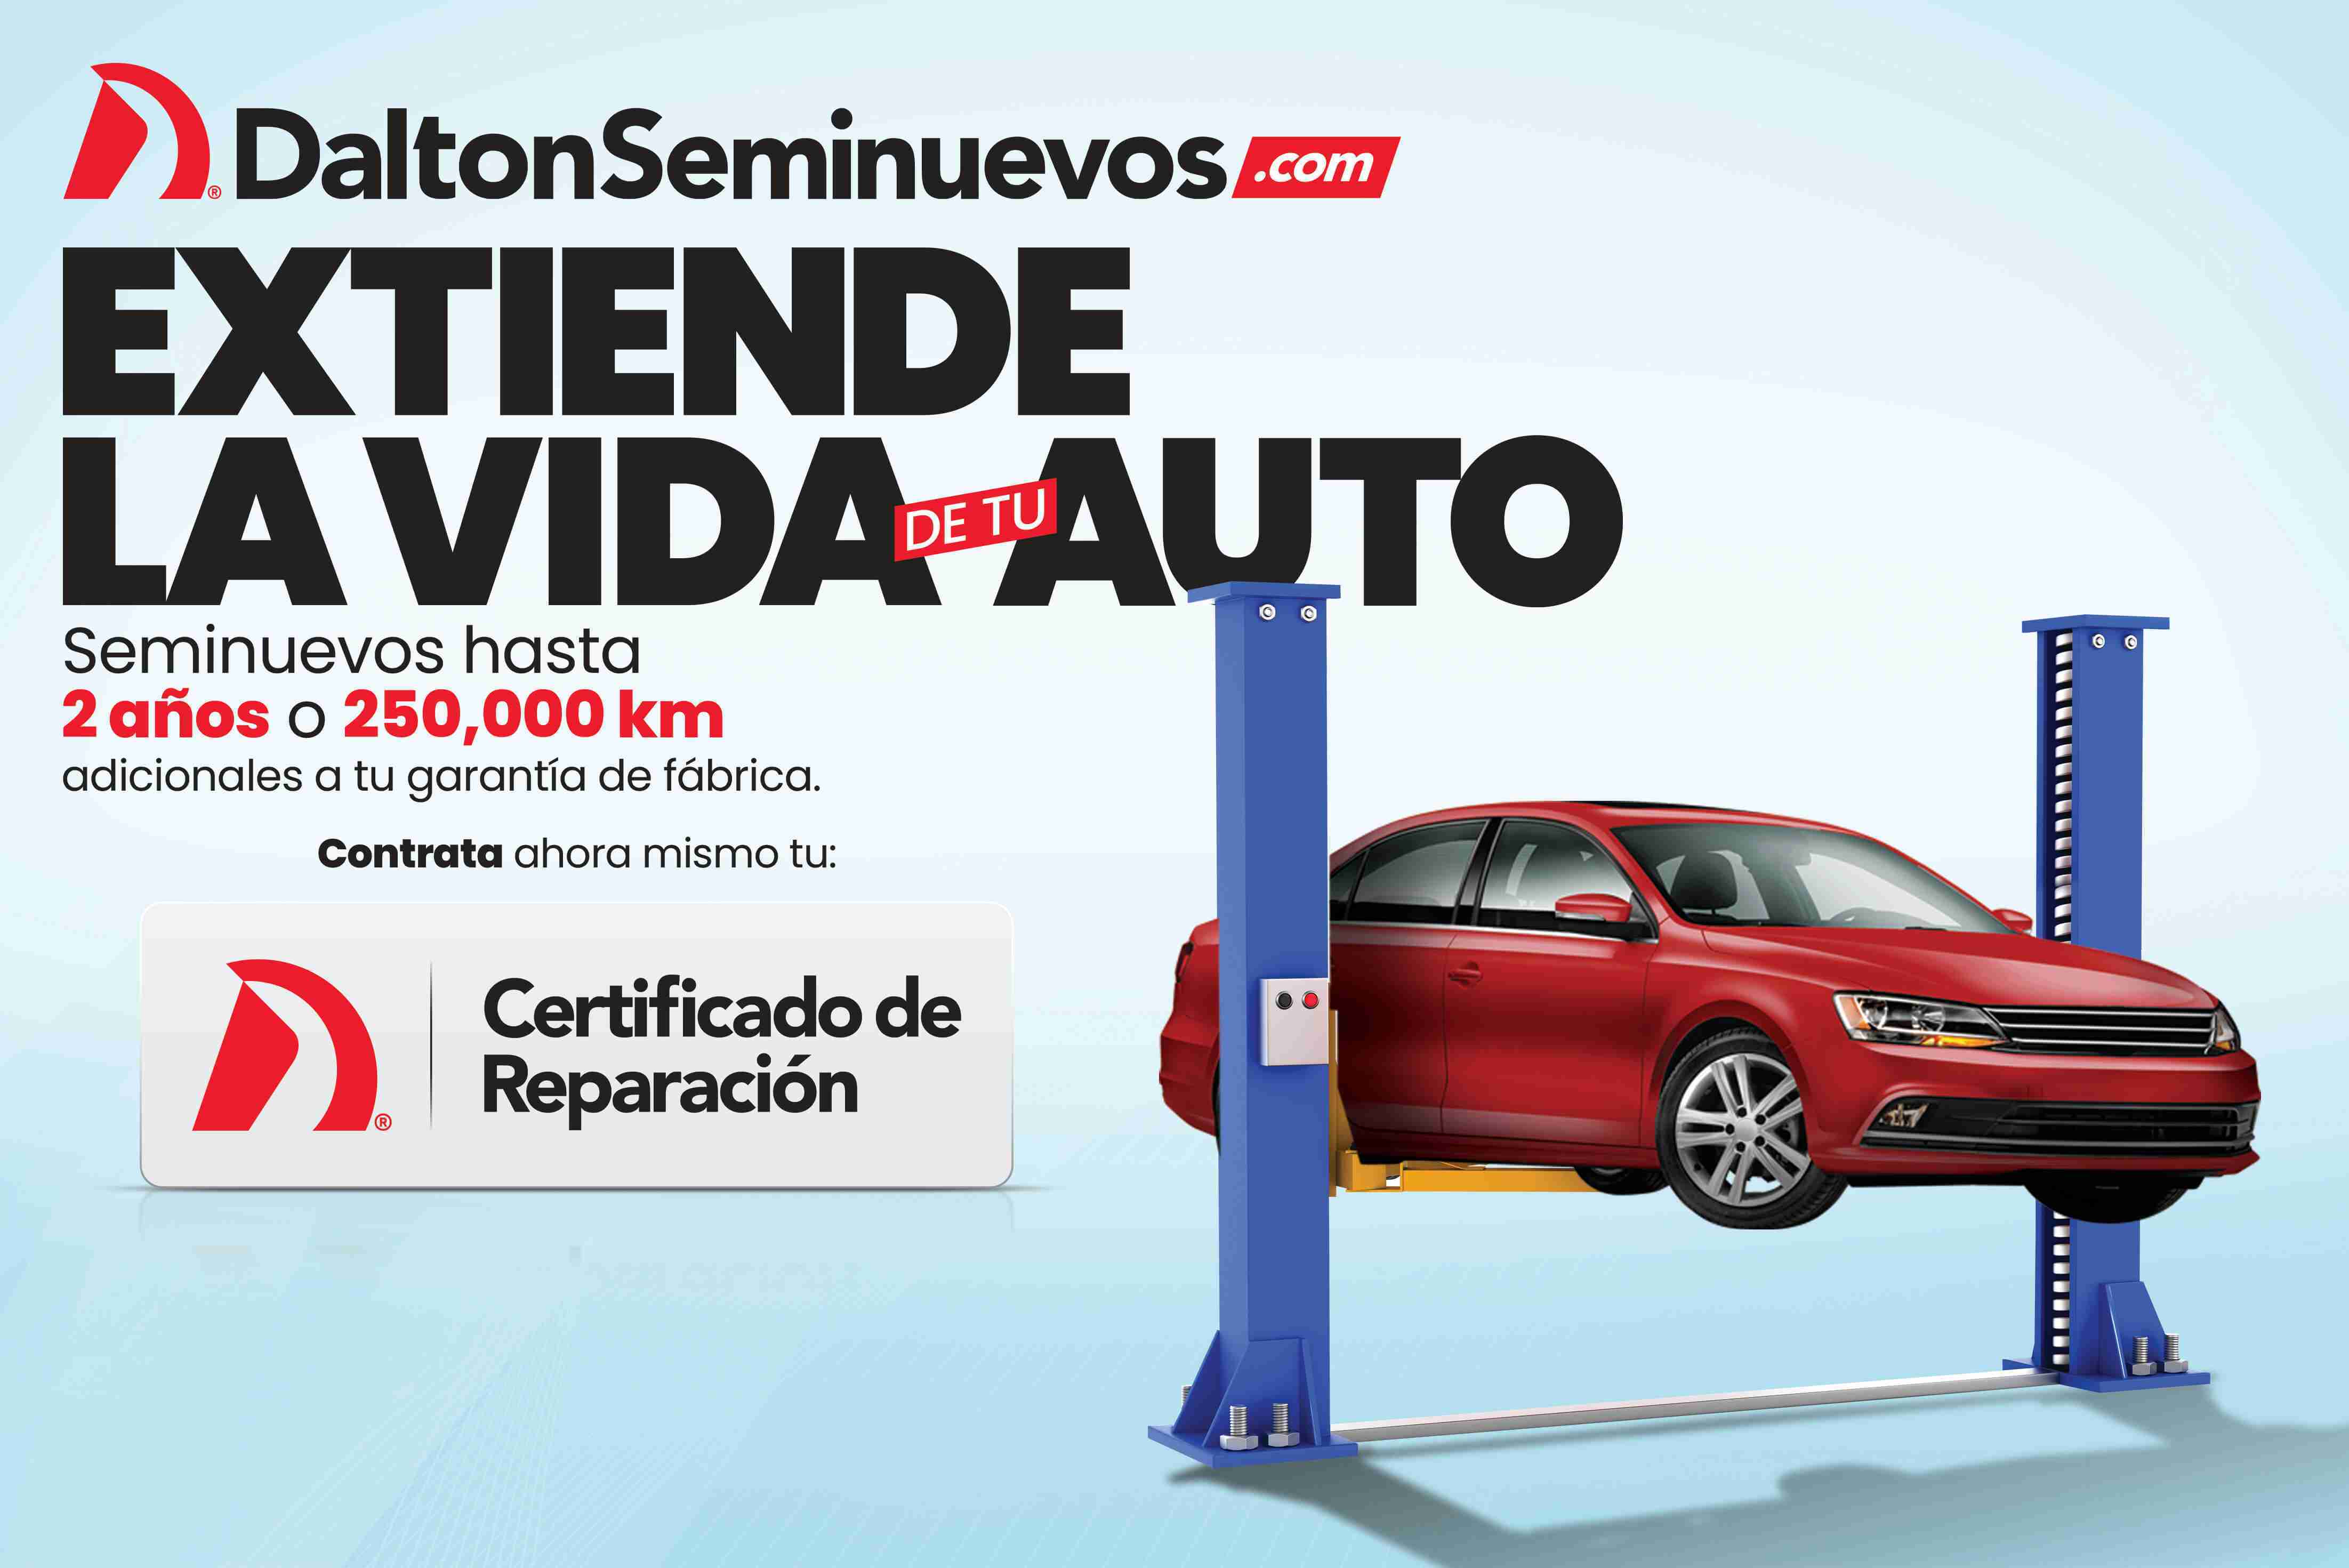 DaltonSeminuevos.com
EXTIENDE
LA VIDA DE TU AUTO
Seminuevos hasta
2 años o 250,000 km
adicionales a tu garantía de fábrica.
Contrata ahora mismo tu:
Certificado de
Reparación